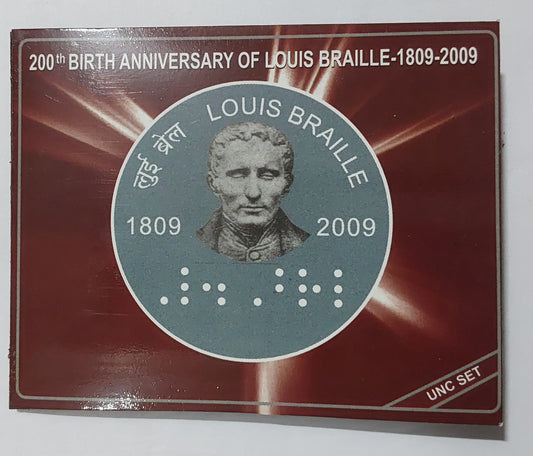 200th BIRTH ANNIVERSARY OF LOUIS BRAILLE-1809-2009
लुई ब्रेल LOUIS BRAILLE
1809 2009
UNC SET